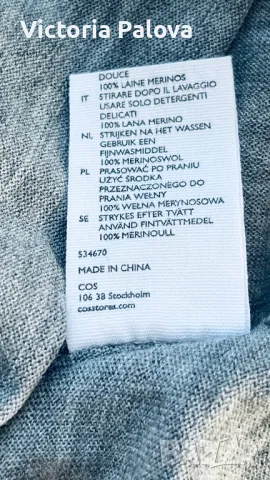 Victoria Palova
DOUCE
100% LAINE MERINOS
IT STIRARE DOPO IL LAVAGGIO
USARE SOLO DETERGENTI
DELICATI
100% LANA MERINO
NL STRIJKEN NA HET WASSEN
GEBRUIK EEN
FIJNWASMIDDEL
100% MERINOSWOL
PL PRASOWAĆ PO PRANIU
UŻYĆ ŚRODKA
PRZEZNACZONEGO DO
PRANIA WEŁNY
100% WEŁNA MERYNOSOWA
SE STRYKES EFTER TVÄTT
ANVÄND FINTVÄTTMEDEL
100% MERINOULL
534670
MADE IN CHINA
COS
106 38 Stockholm
cosstores.com